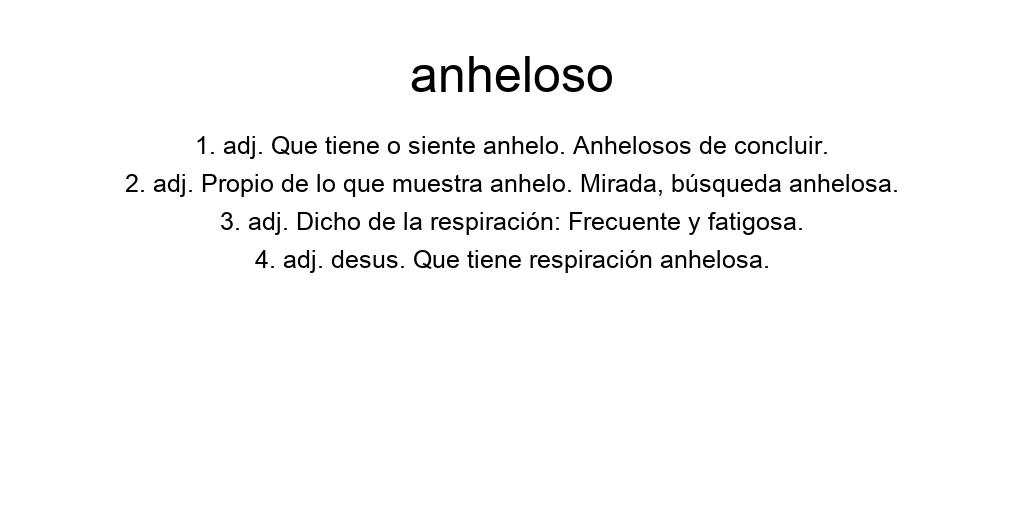 anheloso
1. adj. Que tiene o siente anhelo. Anhelosos de concluir.
2. adj. Propio de lo que muestra anhelo. Mirada, búsqueda anhelosa.
3. adj. Dicho de la respiración: Frecuente y fatigosa.
4. adj. desus. Que tiene respiración anhelosa.